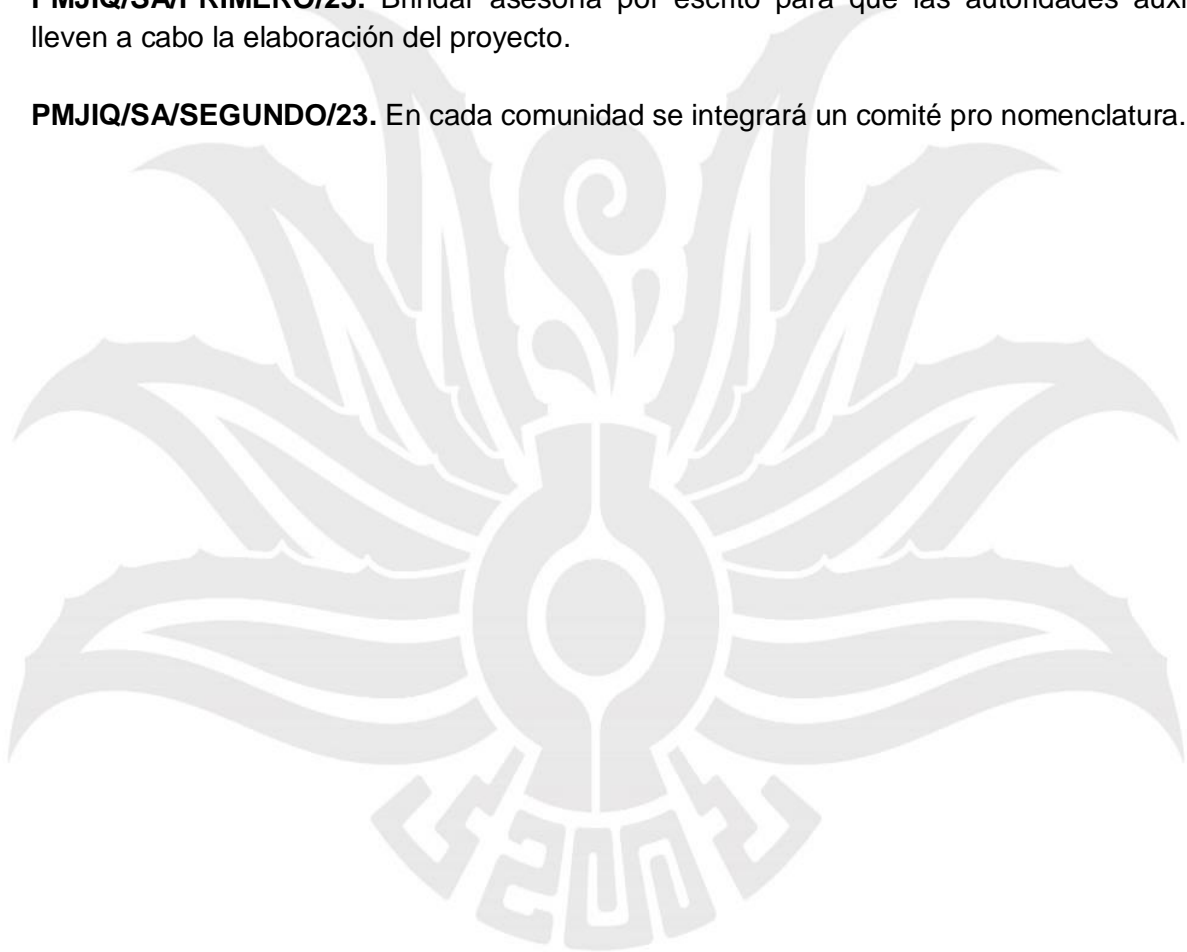 PMJIQ/SA/PRIMERO/23. Brindar asesoría por escrito para que las autoridades
lleven a cabo la elaboración del proyecto.
PMJIQ/SA/SEGUNDO/23. En cada comunidad se integrará un comité pro nomenclatura.
200